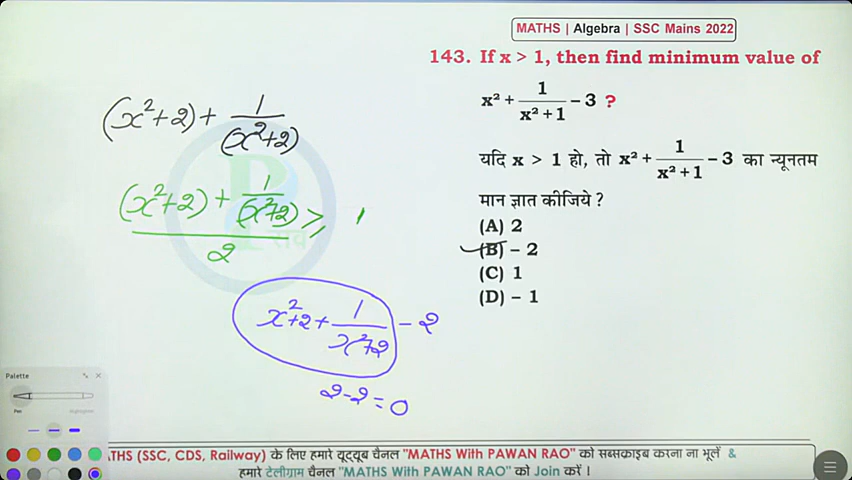 MATHS | Algebra | SSC Mains 2022
143. If x > 1, then find minimum value of
x² + 1/(x² + 1) – 3 ?
यदि x > 1 हो, तो x² + 1/(x² + 1) – 3 का न्यूनतम
मान ज्ञात कीजिये ?
(A) 2
(B) – 2
(C) 1
(D) – 1
(x²+2) + 1/(x²+2)
((x²+2) + 1/(x²+2))/2 ≥ 1
x²+2 + 1/(x²+2) – 2
2-2=0
Palette
Pen
Highlighter
THS (SSC, CDS, Railway) के लिए हमारे यूट्यूब चैनल "MATHS With PAWAN RAO" को सब्सक्राइब करना ना भूलें &
हमारे टेलीग्राम चैनल "MATHS With PAWAN RAO" को Join करें !